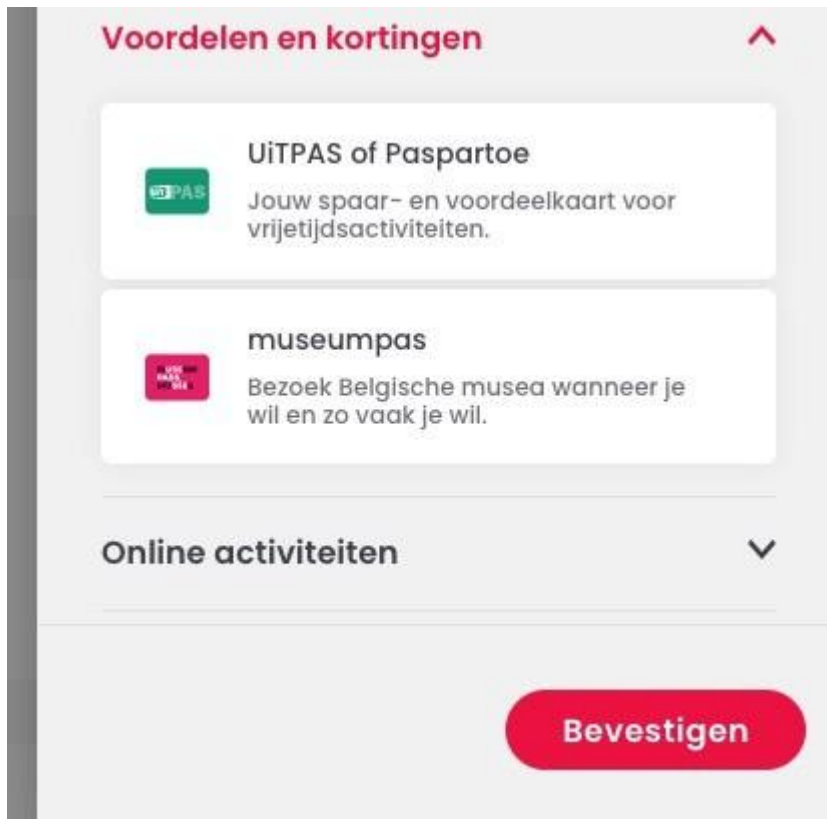 Voordelen en kortingen
UiTPAS of Paspartoe
UiTPAS
Jouw spaar- en voordeelkaart voor
vrijetijdsactiviteiten.
museumpas
Bezoek Belgische musea wanneer je
wil en zo vaak je wil.
Online activiteiten
Bevestigen